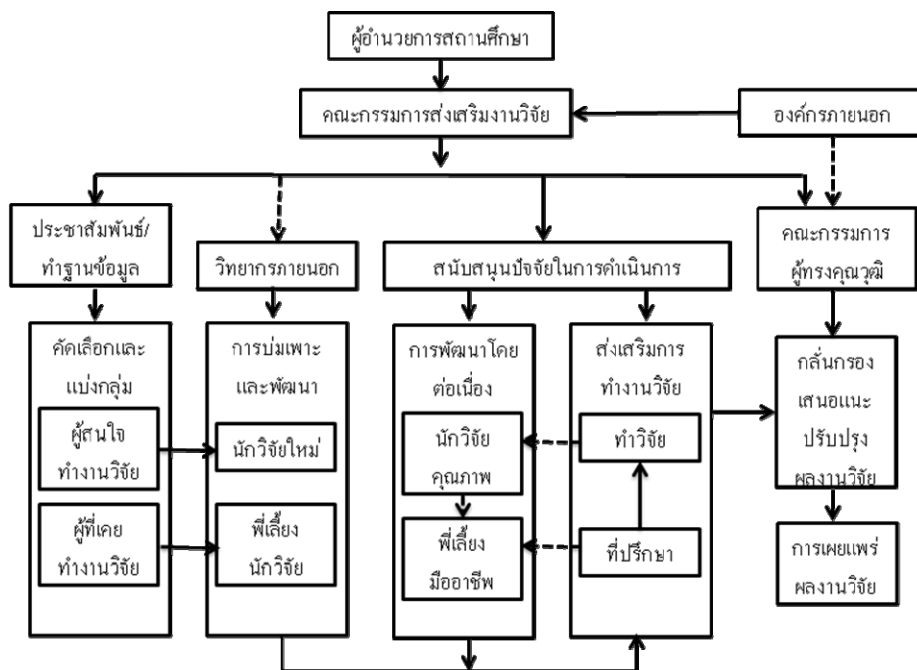 ผู้อำนวยการสถานศึกษา
คณะกรรมการส่งเสริมงานวิจัย
องค์กรภายนอก
ประชาสัมพันธ์/
ทำฐานข้อมูล
วิทยากรภายนอก
สนับสนุนปัจจัยในการดำเนินการ
คณะกรรมการ
ผู้ทรงคุณวุฒิ
คัดเลือกและ
แบ่งกลุ่ม
ผู้สนใจ
ทำงานวิจัย
ผู้ที่เคย
ทำงานวิจัย
การบ่มเพาะ
และพัฒนา
นักวิจัยใหม่
พี่เลี้ยง
นักวิจัย
การพัฒนาโดย
ต่อเนื่อง
นักวิจัย
คุณภาพ
พี่เลี้ยง
มืออาชีพ
ส่งเสริมการ
ทำงานวิจัย
ทำวิจัย
ที่ปรึกษา
กลั่นกรอง
เสนอแนะ
ปรับปรุง
ผลงานวิจัย
การเผยแพร่
ผลงานวิจัย